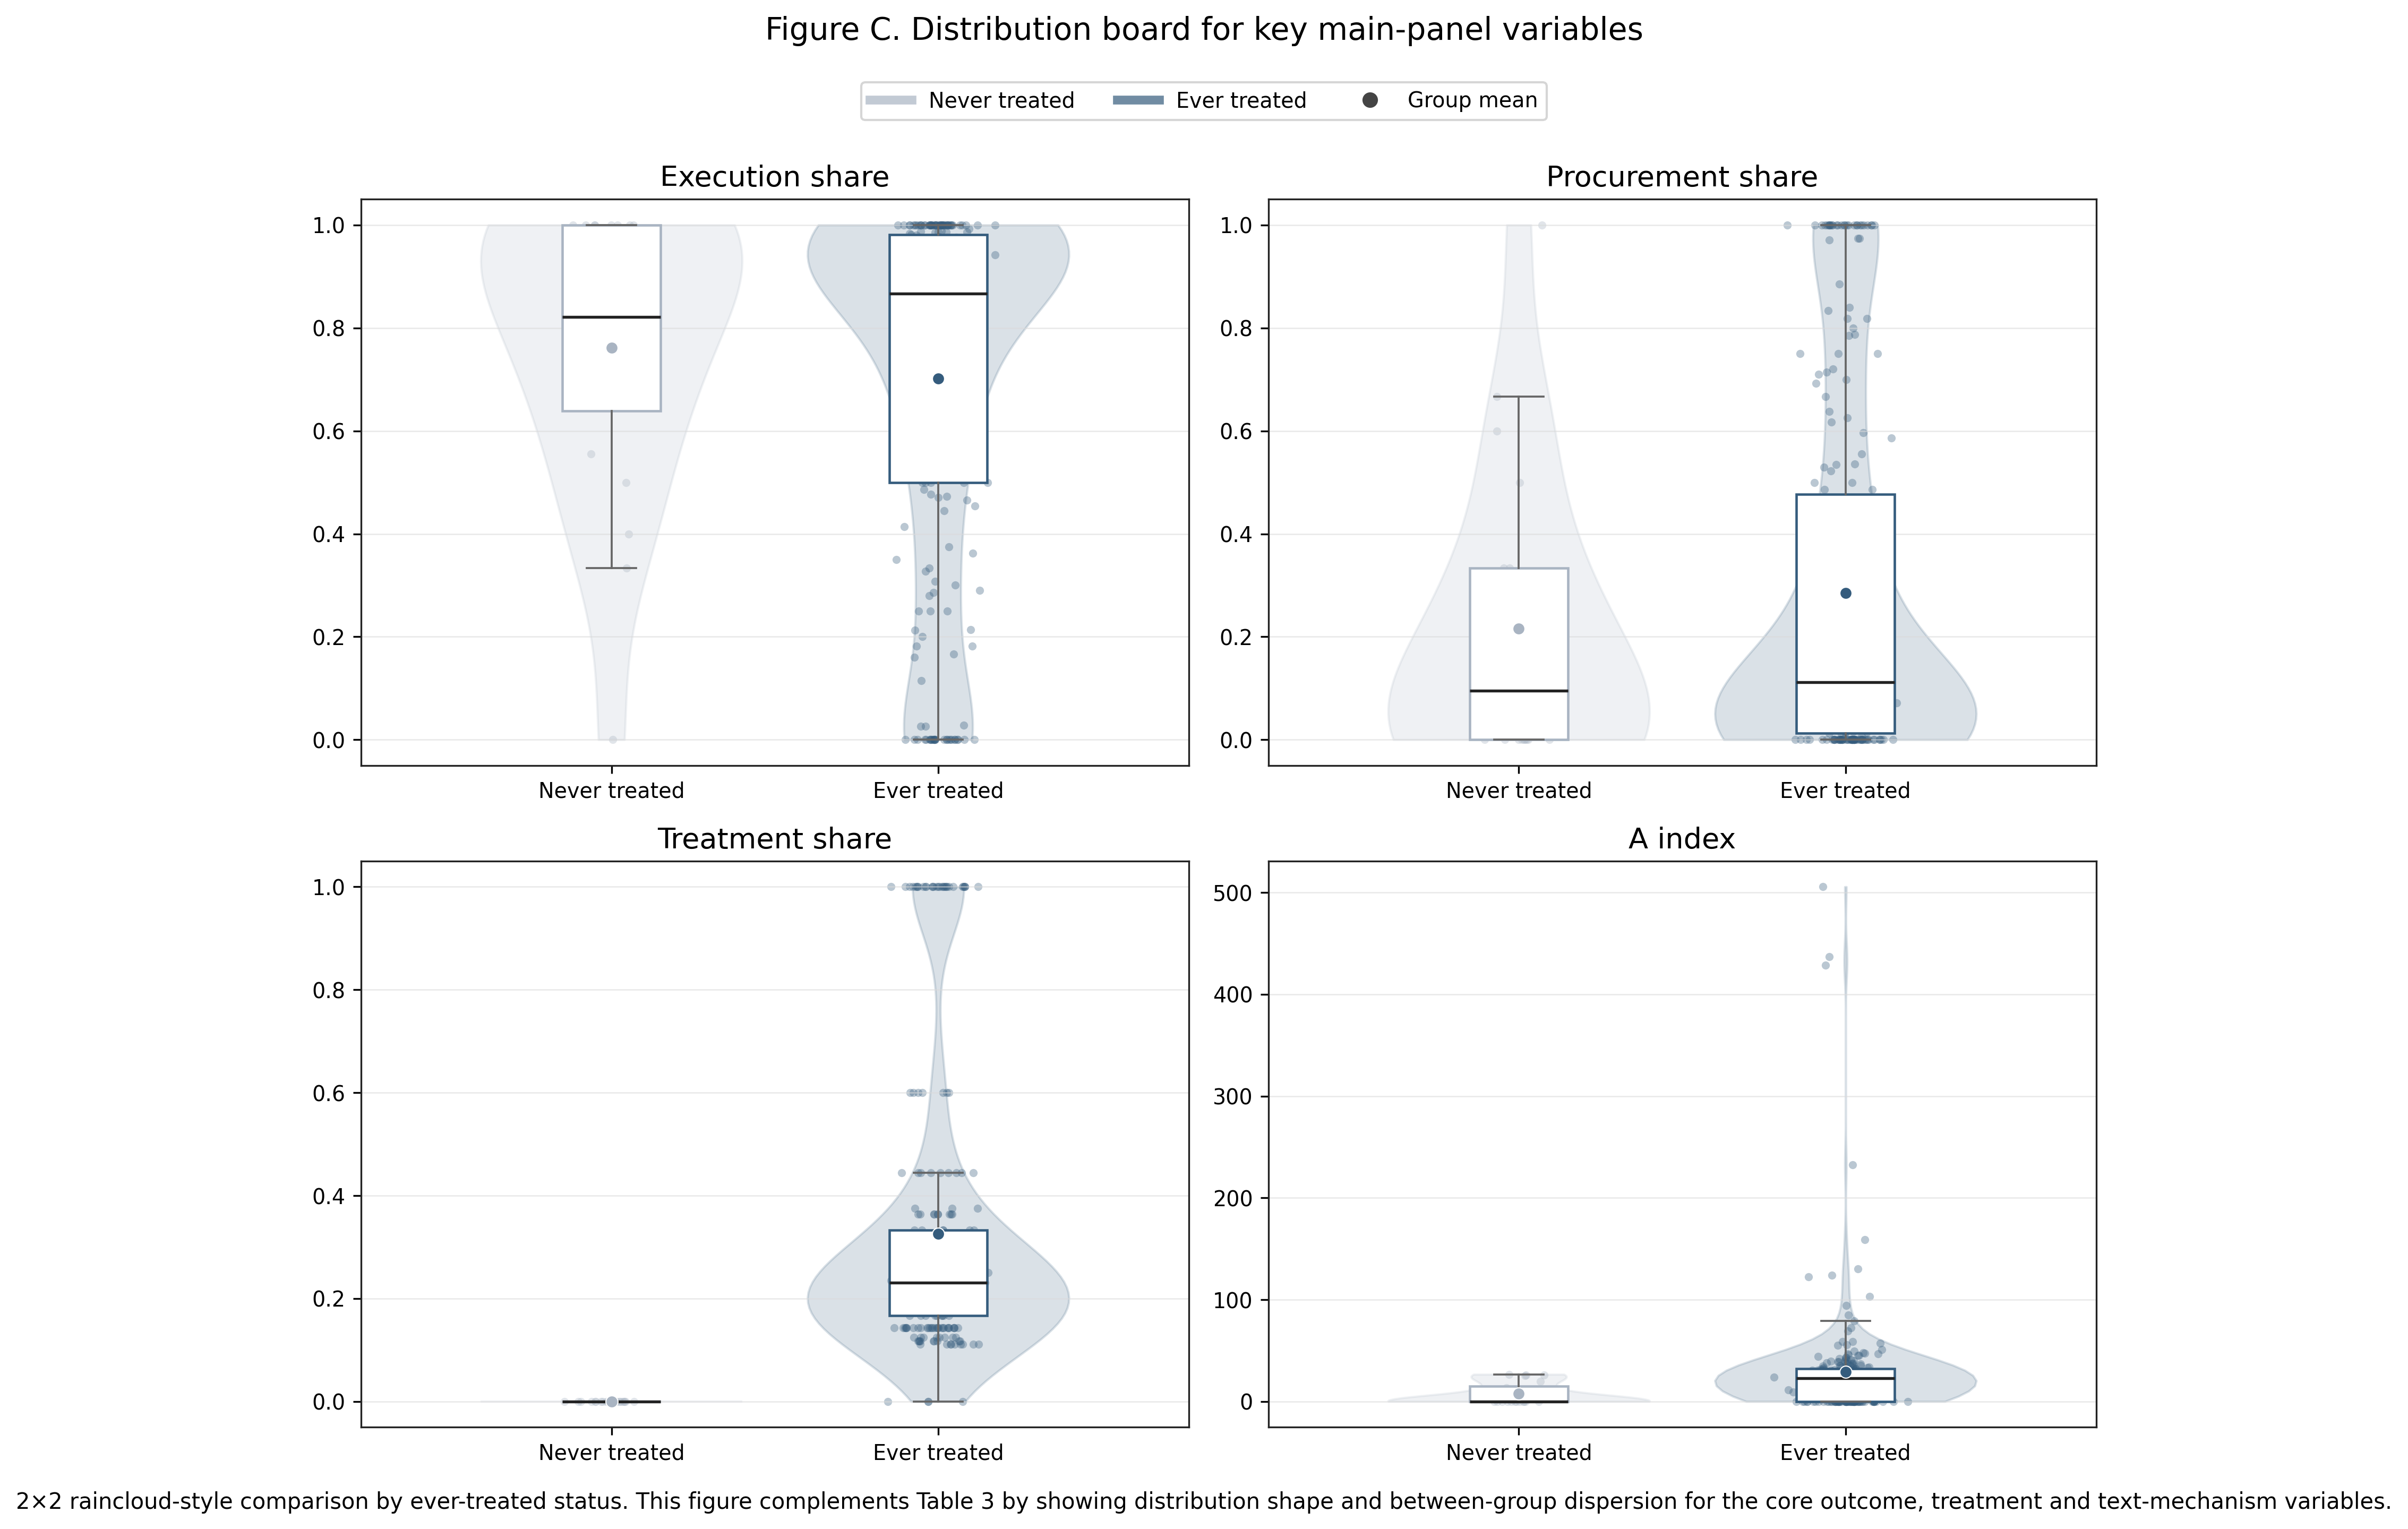 Figure C. Distribution board for key main-panel variables
Never treated Ever treated Group mean
Execution share
1.0
0.8
0.6
0.4
0.2
0.0
Never treated Ever treated
Procurement share
1.0
0.8
0.6
0.4
0.2
0.0
Never treated Ever treated
Treatment share
1.0
0.8
0.6
0.4
0.2
0.0
Never treated Ever treated
A index
500
400
300
200
100
0
Never treated Ever treated
2×2 raincloud-style comparison by ever-treated status. This figure complements Table 3 by showing distribution shape and between-group dispersion for the core outcome, treatment and text-mechanism variables.